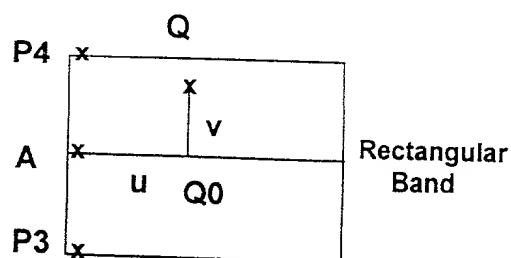 Q
P4 x
x
v
A x
Rectangular
Band
u Q0
P3 x